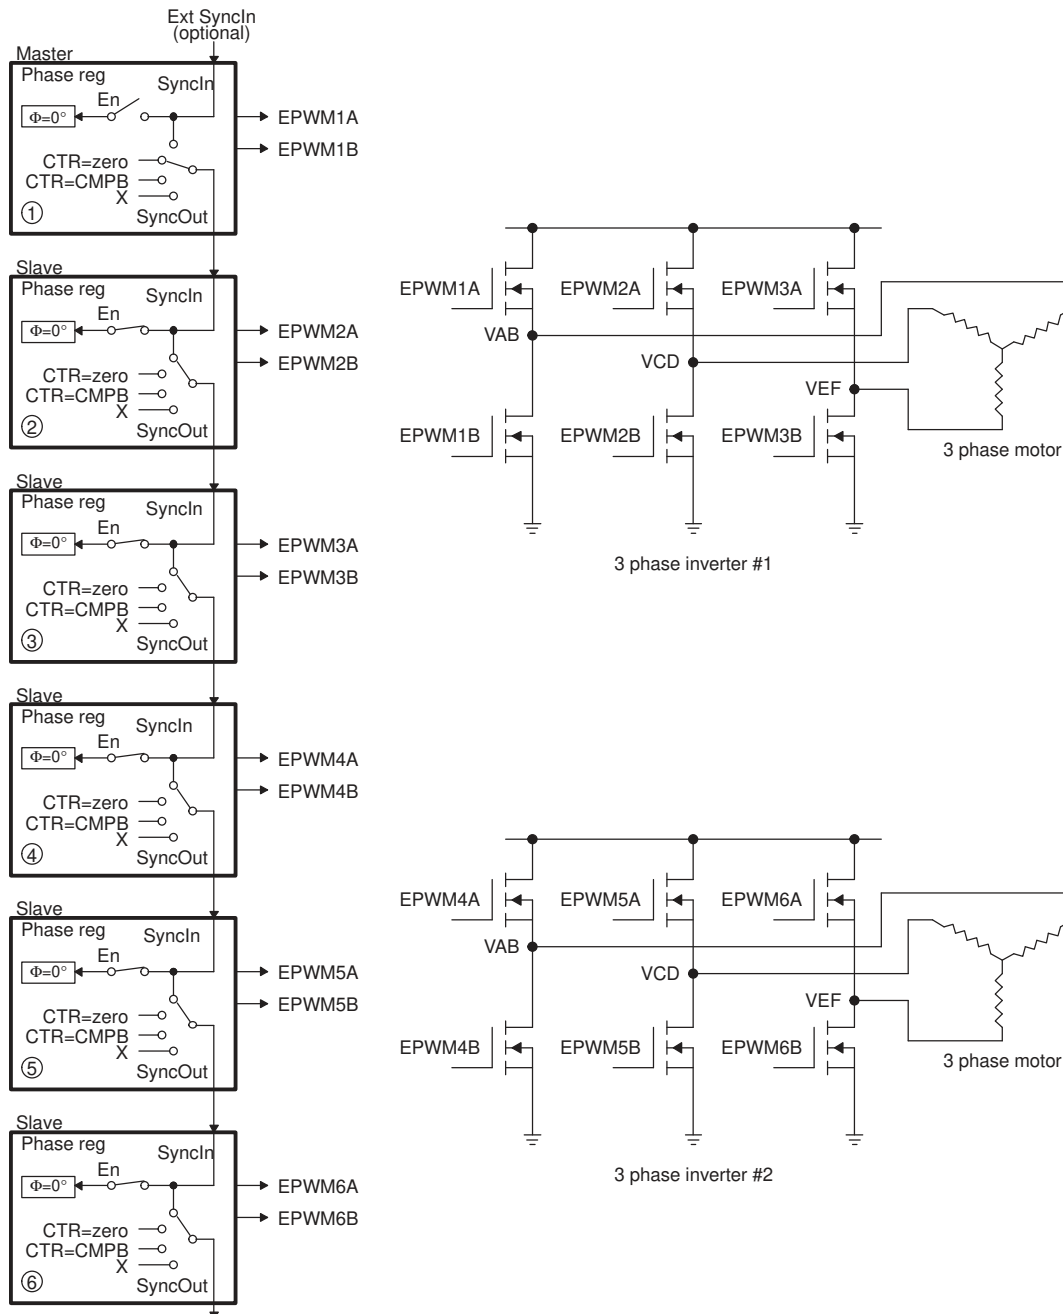 Ext SyncIn
(optional)
Master
Phase reg
SyncIn
En
Φ=0°
EPWM1A
EPWM1B
CTR=zero
CTR=CMPB
X
1
SyncOut
Slave
Phase reg
SyncIn
En
Φ=0°
EPWM2A
EPWM2B
CTR=zero
CTR=CMPB
X
2
SyncOut
Slave
Phase reg
SyncIn
En
Φ=0°
EPWM3A
EPWM3B
CTR=zero
CTR=CMPB
X
3
SyncOut
Slave
Phase reg
SyncIn
En
Φ=0°
EPWM4A
EPWM4B
CTR=zero
CTR=CMPB
X
4
SyncOut
Slave
Phase reg
SyncIn
En
Φ=0°
EPWM5A
EPWM5B
CTR=zero
CTR=CMPB
X
5
SyncOut
Slave
Phase reg
SyncIn
En
Φ=0°
EPWM6A
EPWM6B
CTR=zero
CTR=CMPB
X
6
SyncOut
EPWM1A
EPWM2A
EPWM3A
VAB
VCD
VEF
EPWM1B
EPWM2B
EPWM3B
3 phase motor
3 phase inverter #1
EPWM4A
EPWM5A
EPWM6A
VAB
VCD
VEF
EPWM4B
EPWM5B
EPWM6B
3 phase motor
3 phase inverter #2